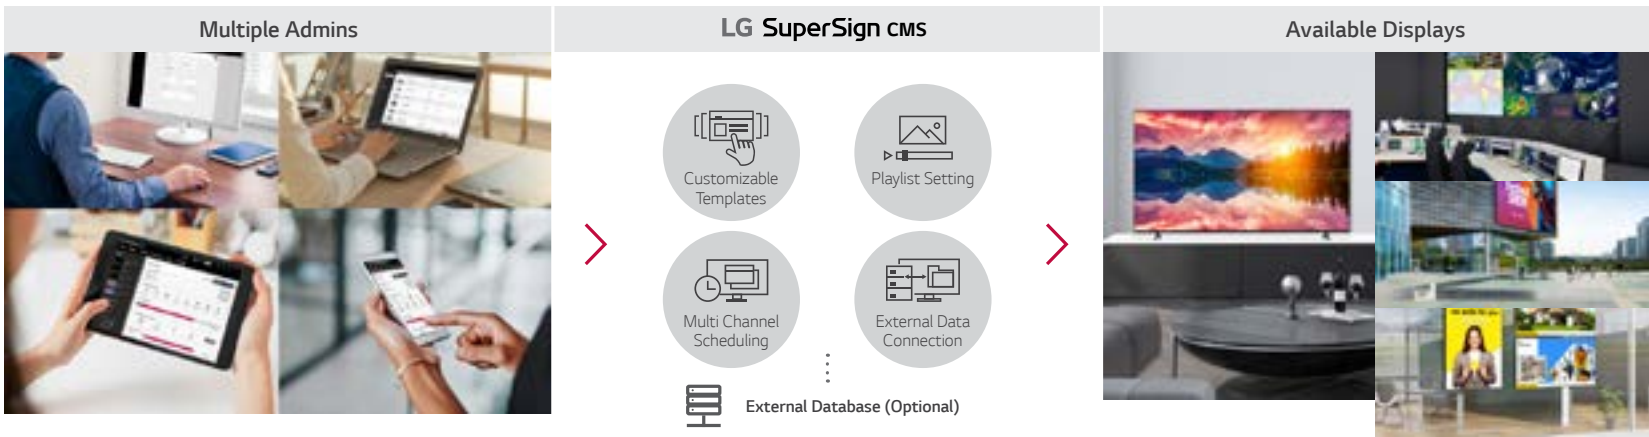 Multiple Admins
LG SuperSign CMS
Customizable
Templates
Playlist Setting
Multi Channel
Scheduling
External Data
Connection
External Database (Optional)
Available Displays